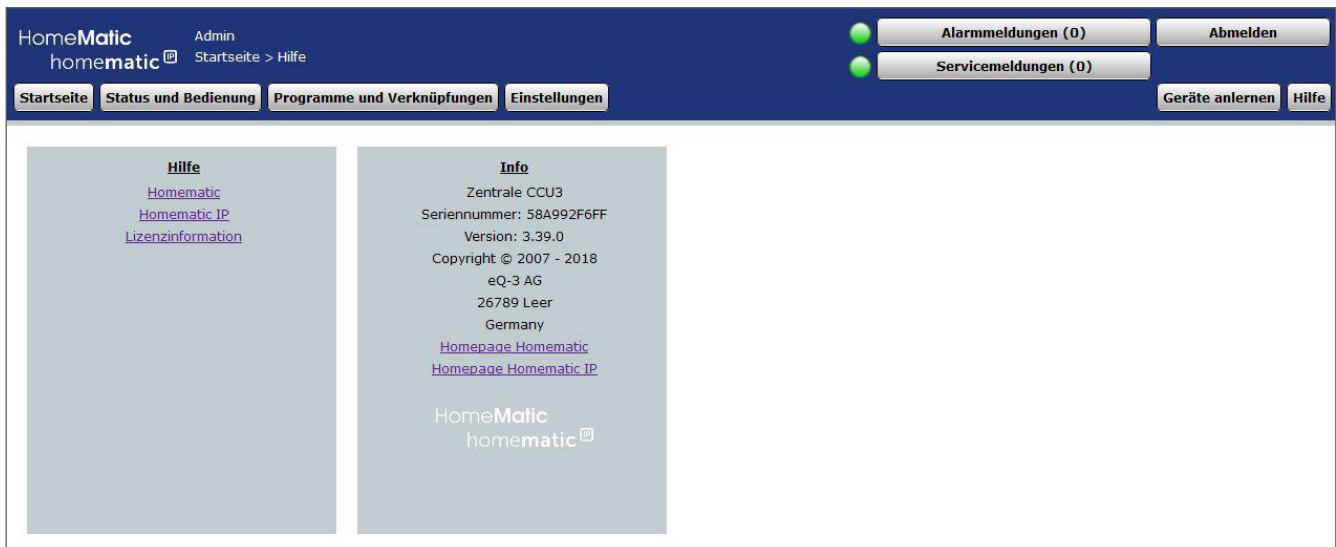 HomeMatic
homematic IP
Admin
Startseite > Hilfe
Alarmmeldungen (0)
Abmelden
Servicemeldungen (0)
Startseite
Status und Bedienung
Programme und Verknüpfungen
Einstellungen
Geräte anlernen
Hilfe
Hilfe
Homematic
Homematic IP
Lizenzinformation
Info
Zentrale CCU3
Seriennummer: 58A992F6FF
Version: 3.39.0
Copyright © 2007 - 2018
eQ-3 AG
26789 Leer
Germany
Homepage Homematic
Homepage Homematic IP
HomeMatic
homematic IP